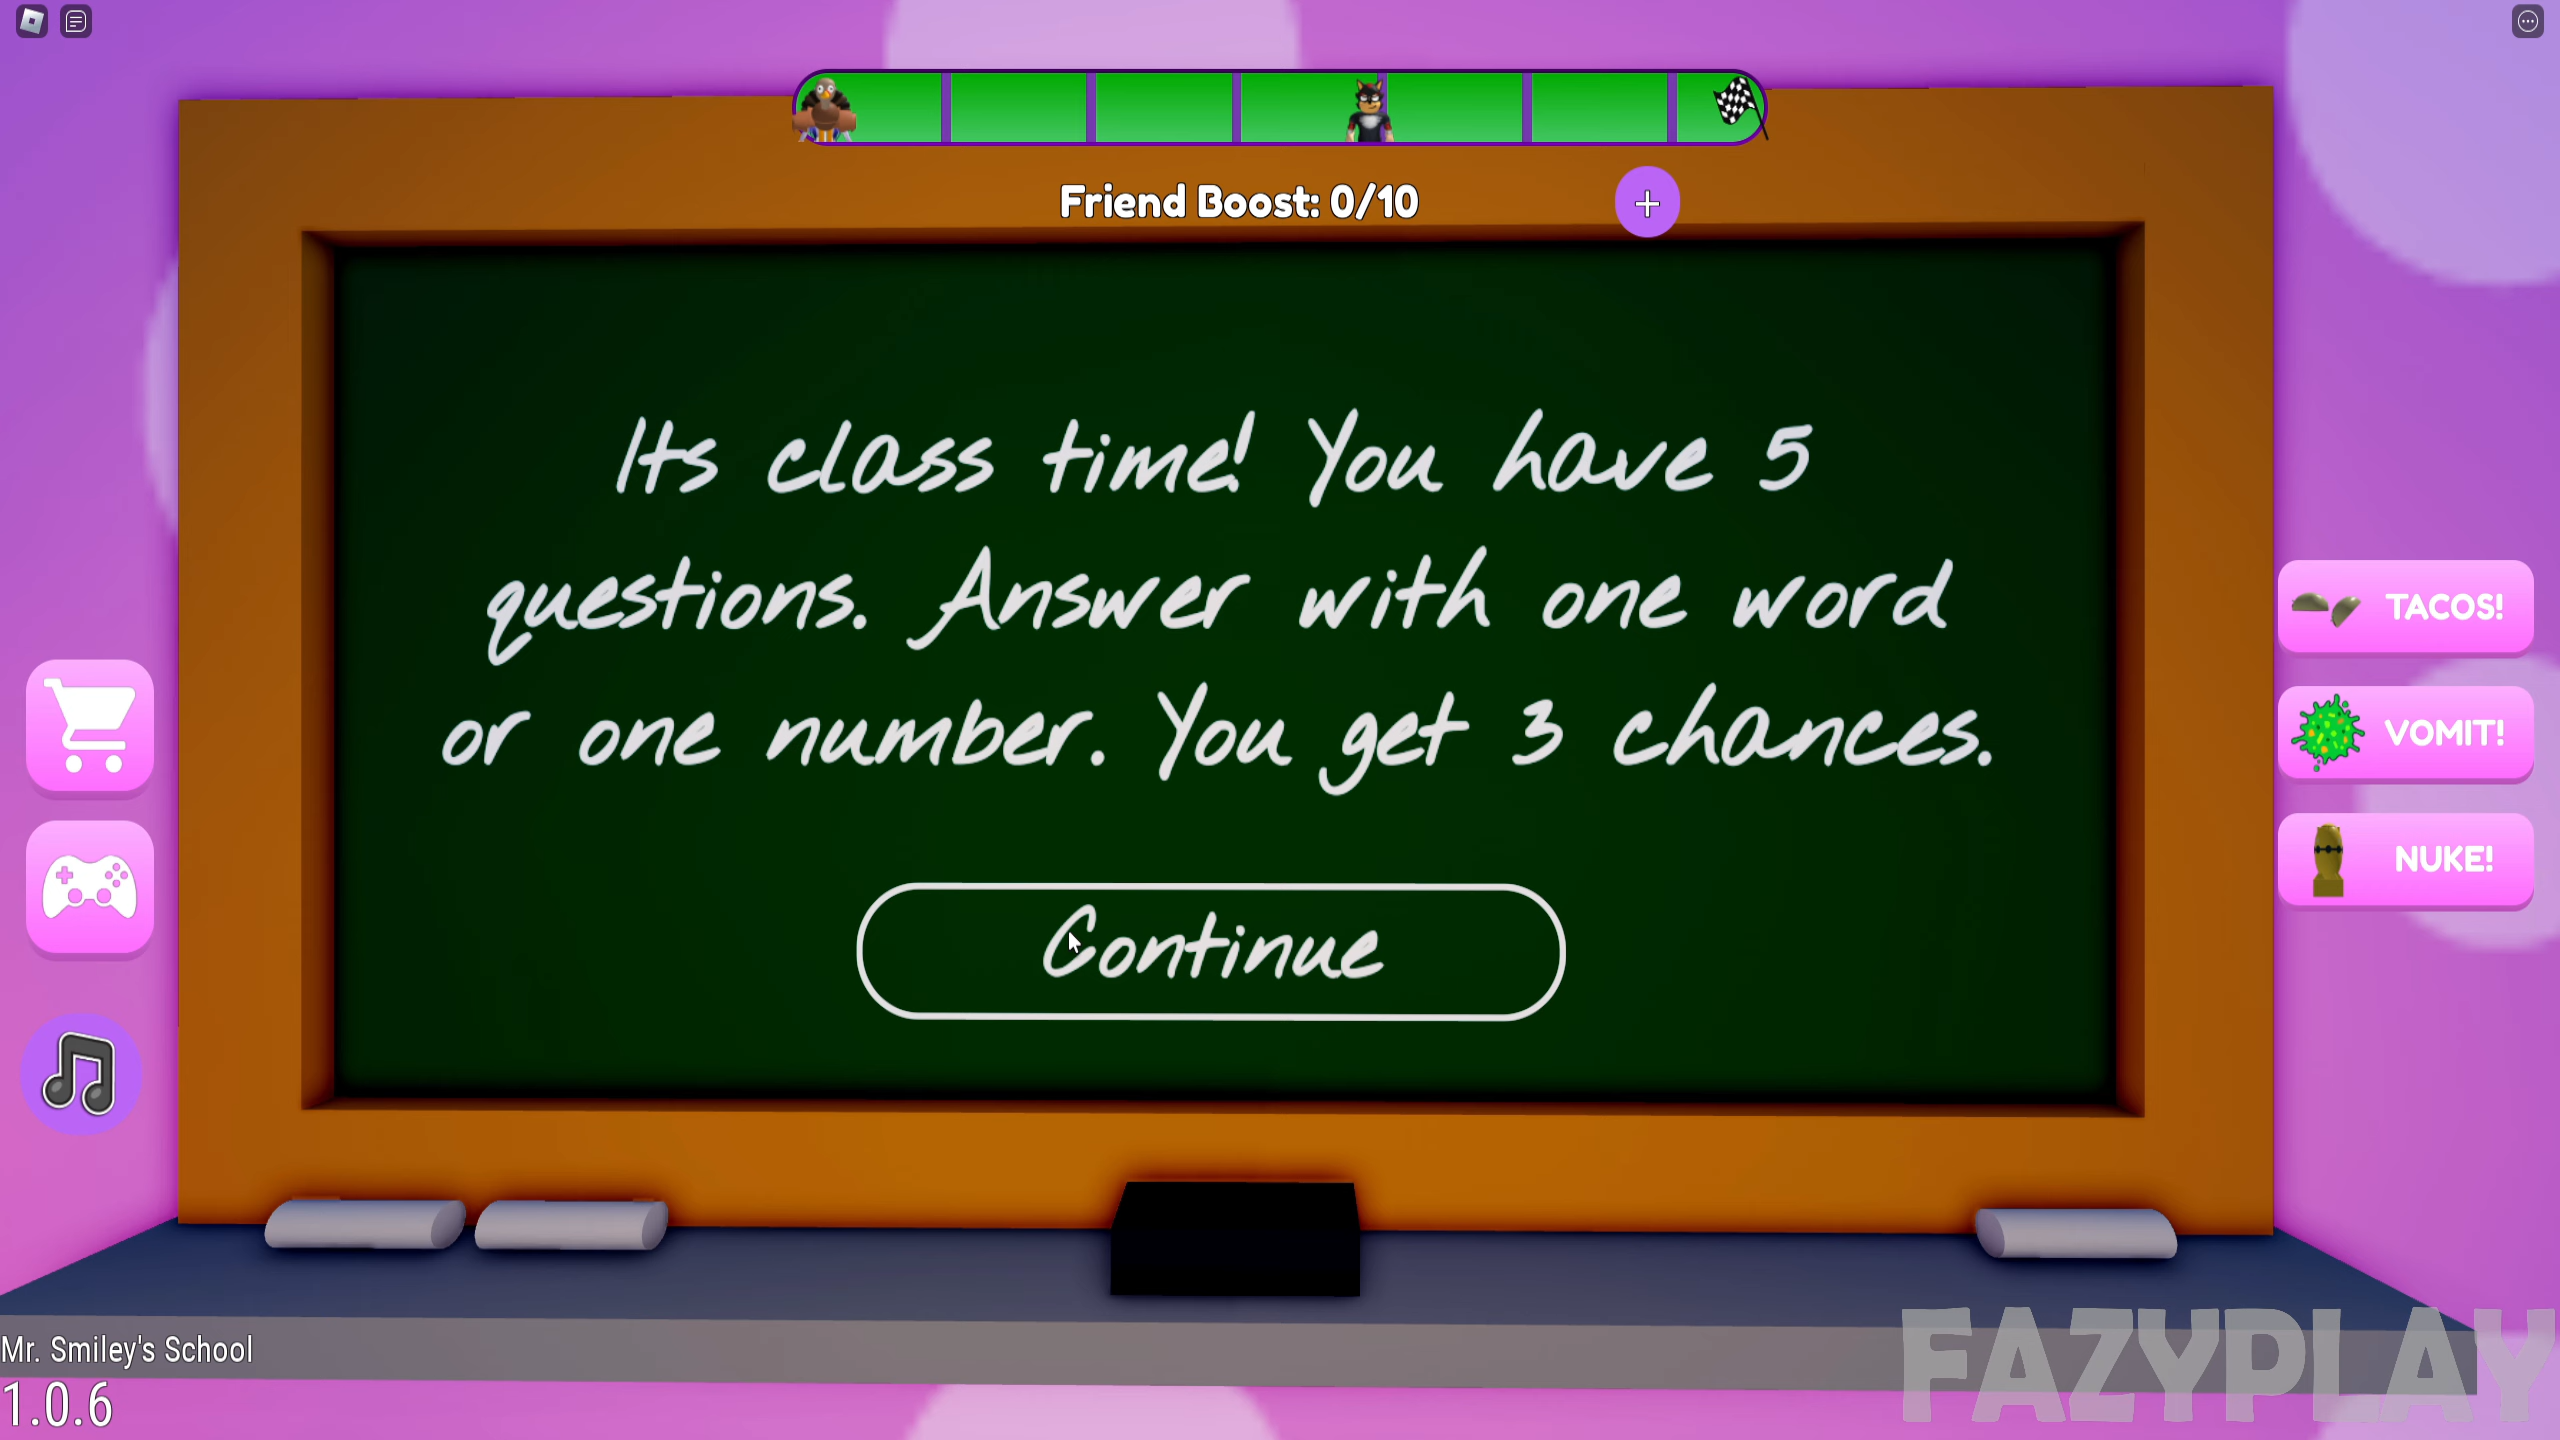 Friend Boost: 0/10
+
Its class time! You have 5
questions. Answer with one word
or one number. You get 3 chances.
Continue
TACOS!
VOMIT!
NUKE!
Mr. Smiley's School
1.0.6
FAZYPLAY